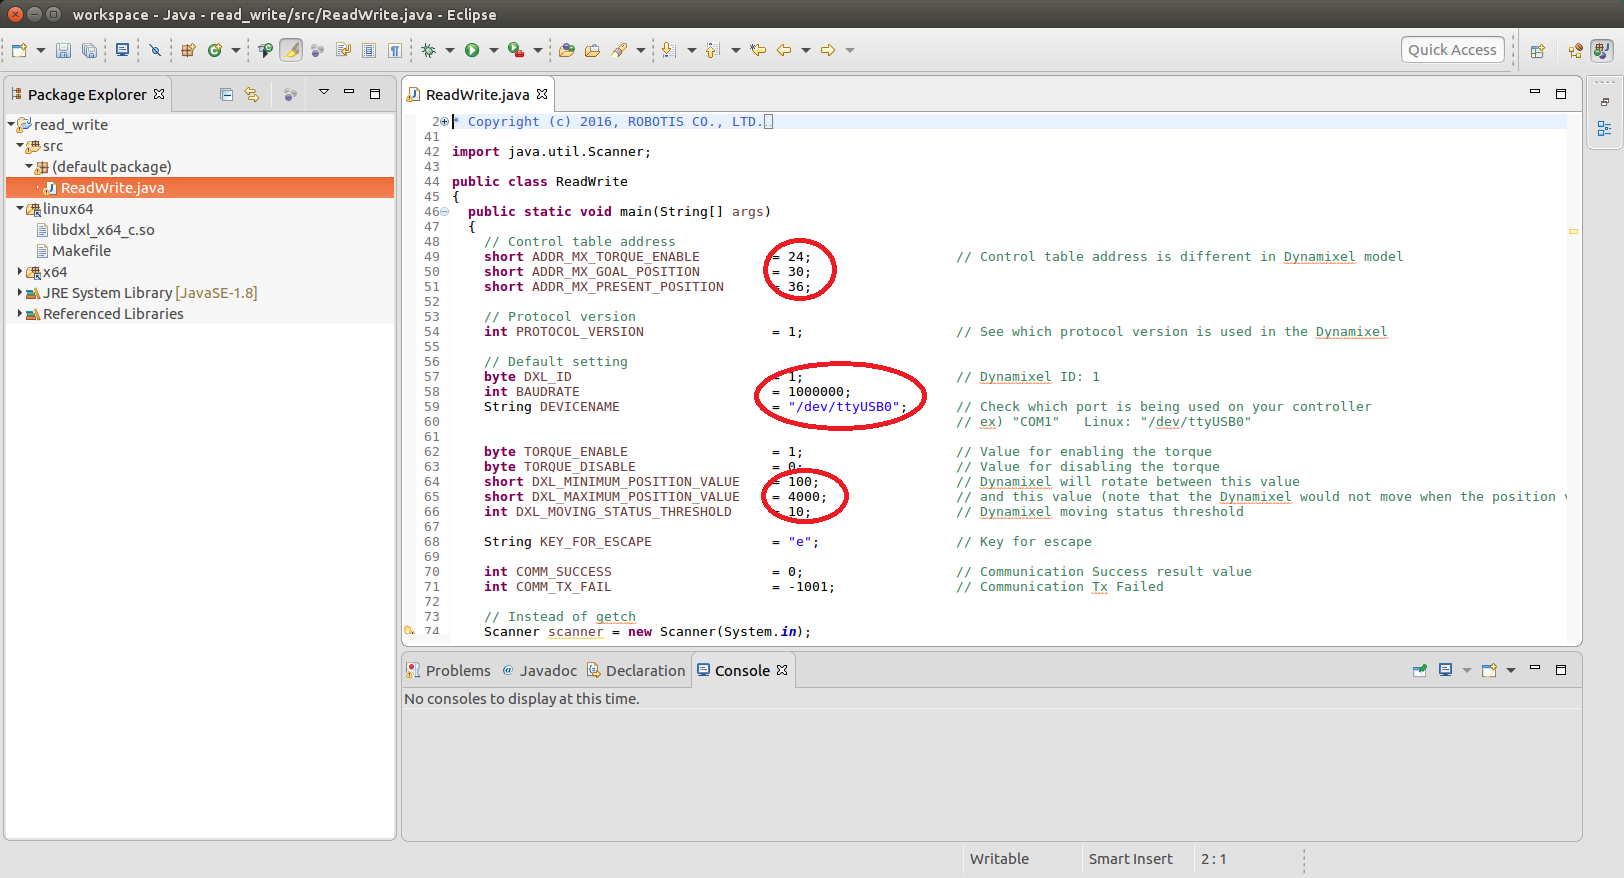 workspace - Java - read_write/src/ReadWrite.java - Eclipse
Quick Access
Package Explorer
read_write
src
(default package)
ReadWrite.java
linux64
libdxl_x64_c.so
Makefile
x64
JRE System Library [JavaSE-1.8]
Referenced Libraries
ReadWrite.java
2 * Copyright (c) 2016, ROBOTIS CO., LTD.
41
42 import java.util.Scanner;
43
44 public class ReadWrite
45 {
46 public static void main(String[] args)
47 {
48 // Control table address
49 short ADDR_MX_TORQUE_ENABLE = 24; // Control table address is different in Dynamixel model
50 short ADDR_MX_GOAL_POSITION = 30;
51 short ADDR_MX_PRESENT_POSITION = 36;
52
53 // Protocol version
54 int PROTOCOL_VERSION = 1; // See which protocol version is used in the Dynamixel
55
56 // Default setting
57 byte DXL_ID = 1; // Dynamixel ID: 1
58 int BAUDRATE = 1000000;
59 String DEVICENAME = "/dev/ttyUSB0"; // Check which port is being used on your controller
60 // ex) "COM1" Linux: "/dev/ttyUSB0"
61
62 byte TORQUE_ENABLE = 1; // Value for enabling the torque
63 byte TORQUE_DISABLE = 0; // Value for disabling the torque
64 short DXL_MINIMUM_POSITION_VALUE = 100; // Dynamixel will rotate between this value
65 short DXL_MAXIMUM_POSITION_VALUE = 4000; // and this value (note that the Dynamixel would not move when the position v
66 int DXL_MOVING_STATUS_THRESHOLD = 10; // Dynamixel moving status threshold
67
68 String KEY_FOR_ESCAPE = "e"; // Key for escape
69
70 int COMM_SUCCESS = 0; // Communication Success result value
71 int COMM_TX_FAIL = -1001; // Communication Tx Failed
72
73 // Instead of getch
74 Scanner scanner = new Scanner(System.in);
Problems @ Javadoc Declaration Console
No consoles to display at this time.
Writable Smart Insert 2 : 1